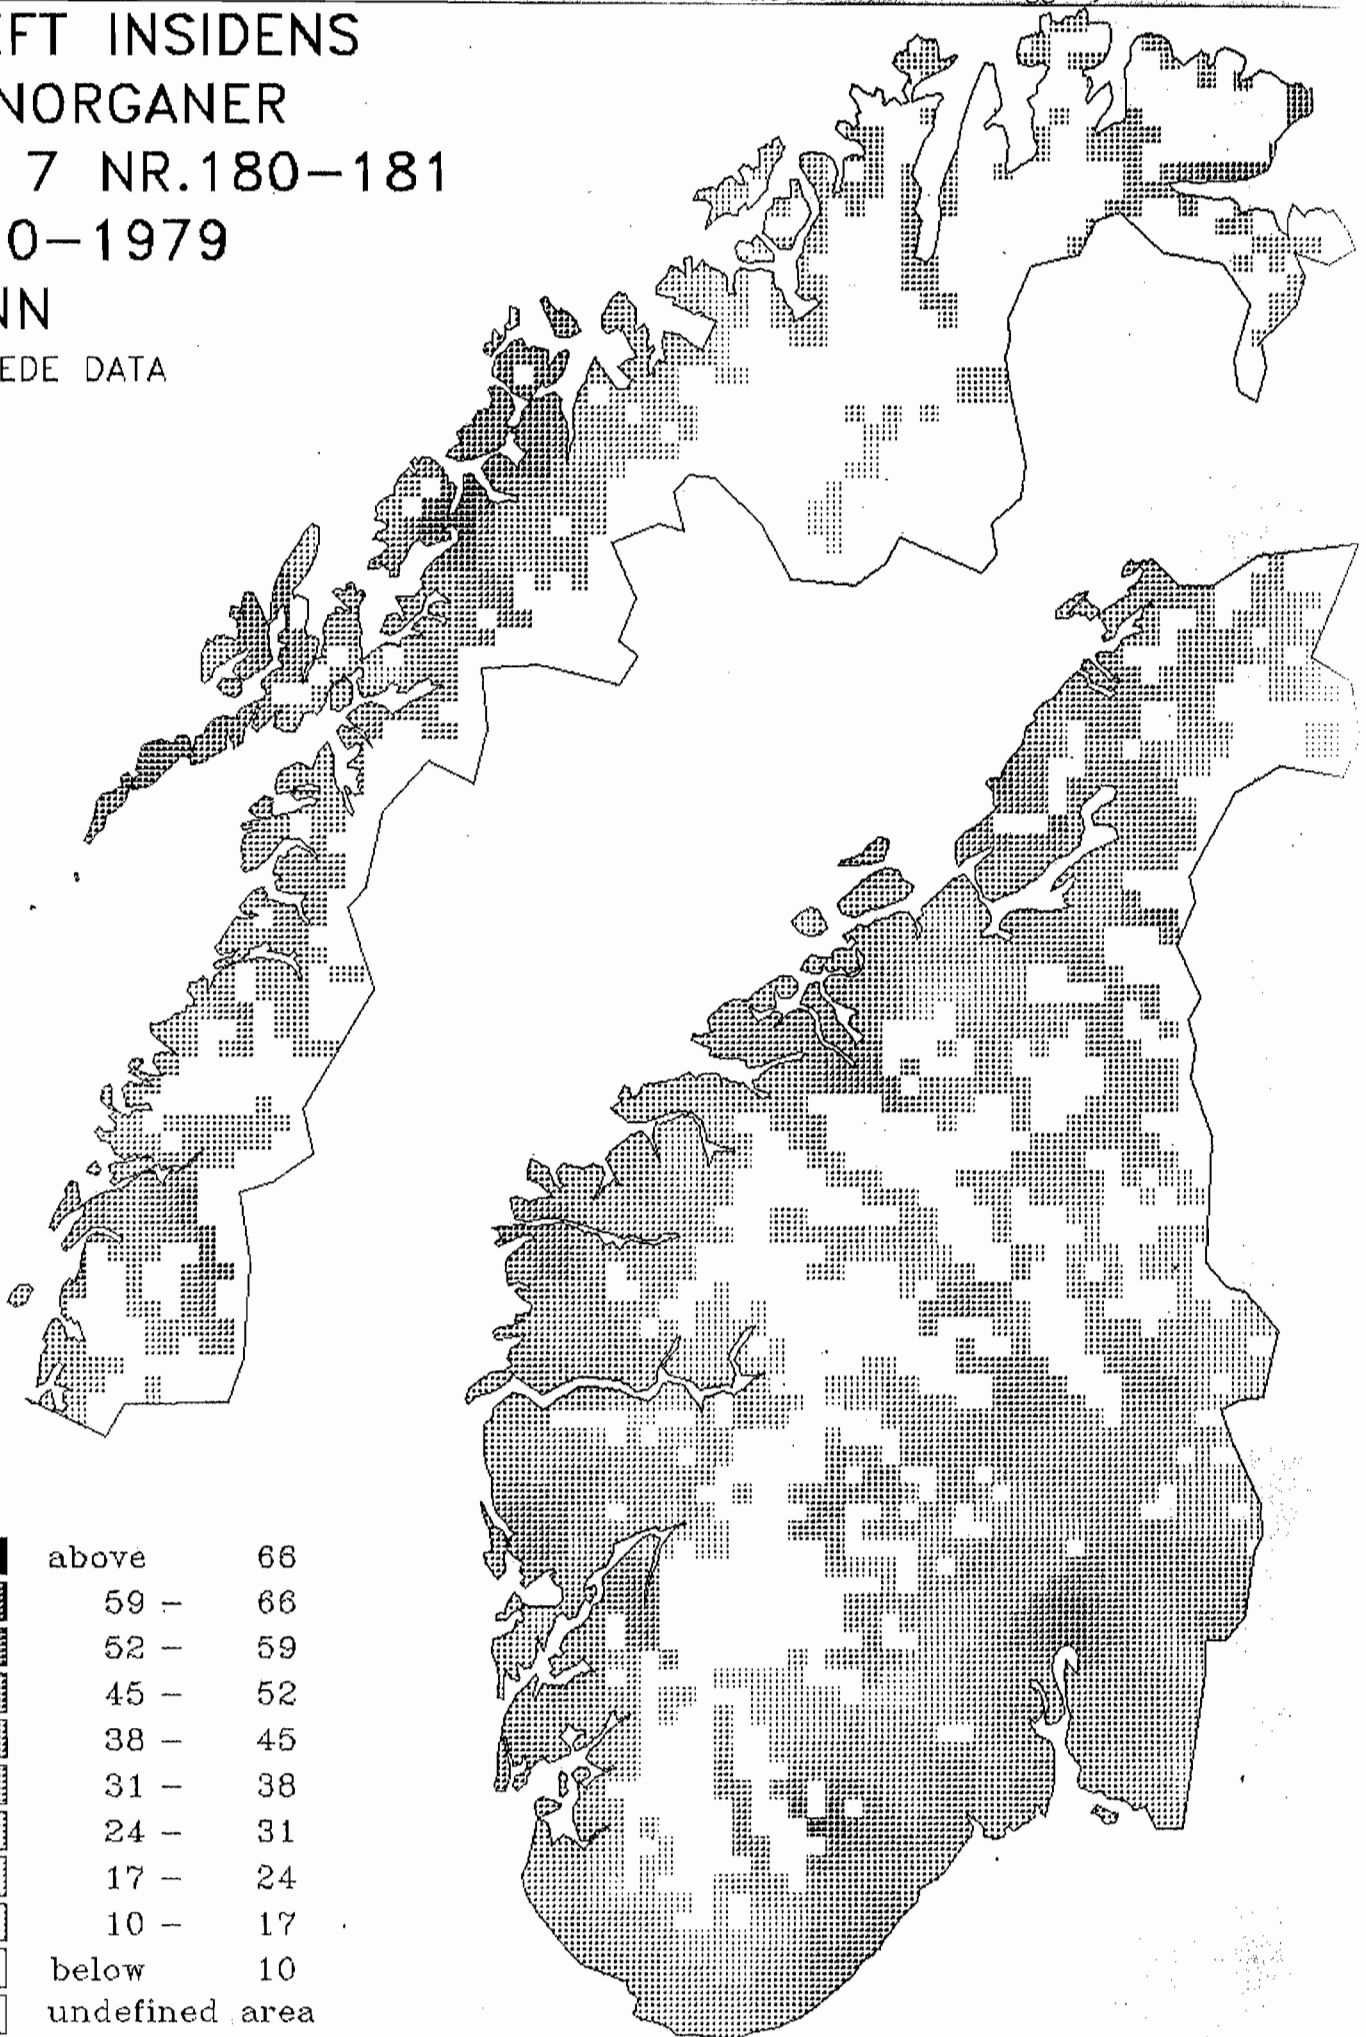 EFT INSIDENS
NORGANER
7 NR.180-181
0-1979
NN
EDE DATA
above 66
59 - 66
52 - 59
45 - 52
38 - 45
31 - 38
24 - 31
17 - 24
10 - 17
below 10
undefined area